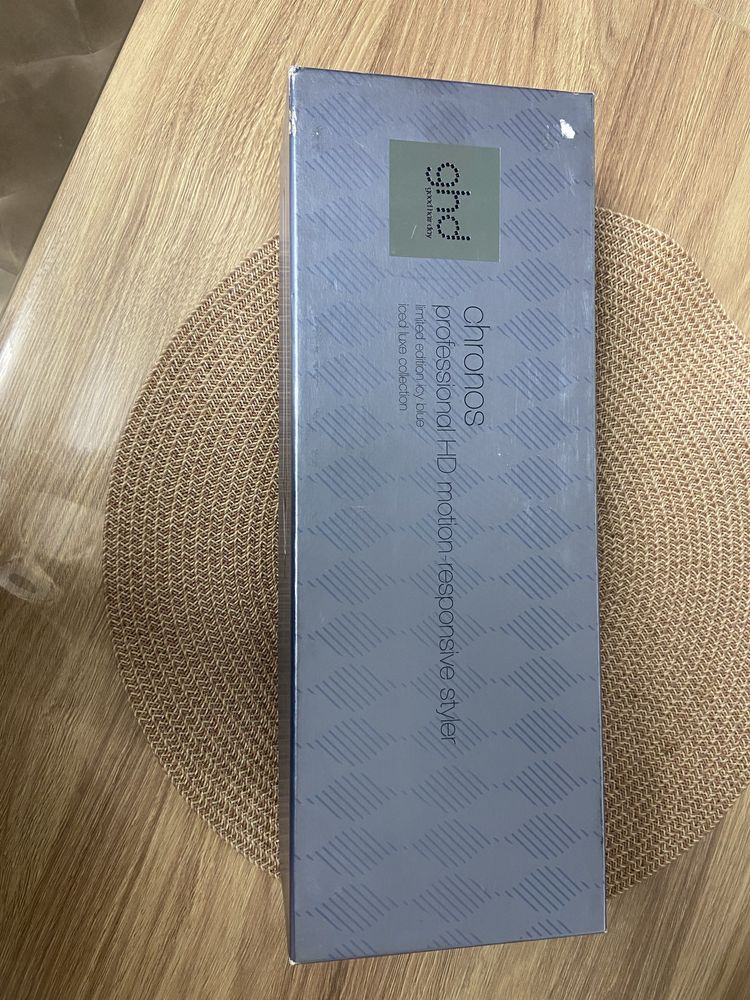 ghd
good hair day
chronos
professional HD motion-responsive styler
limited edition icy blue
iced luxe collection